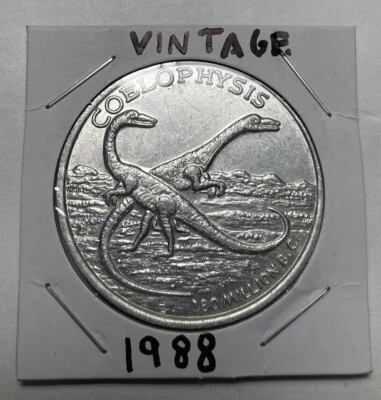 VINTAGE
COELOPHYSIS
180 MILLION B.C.
1988